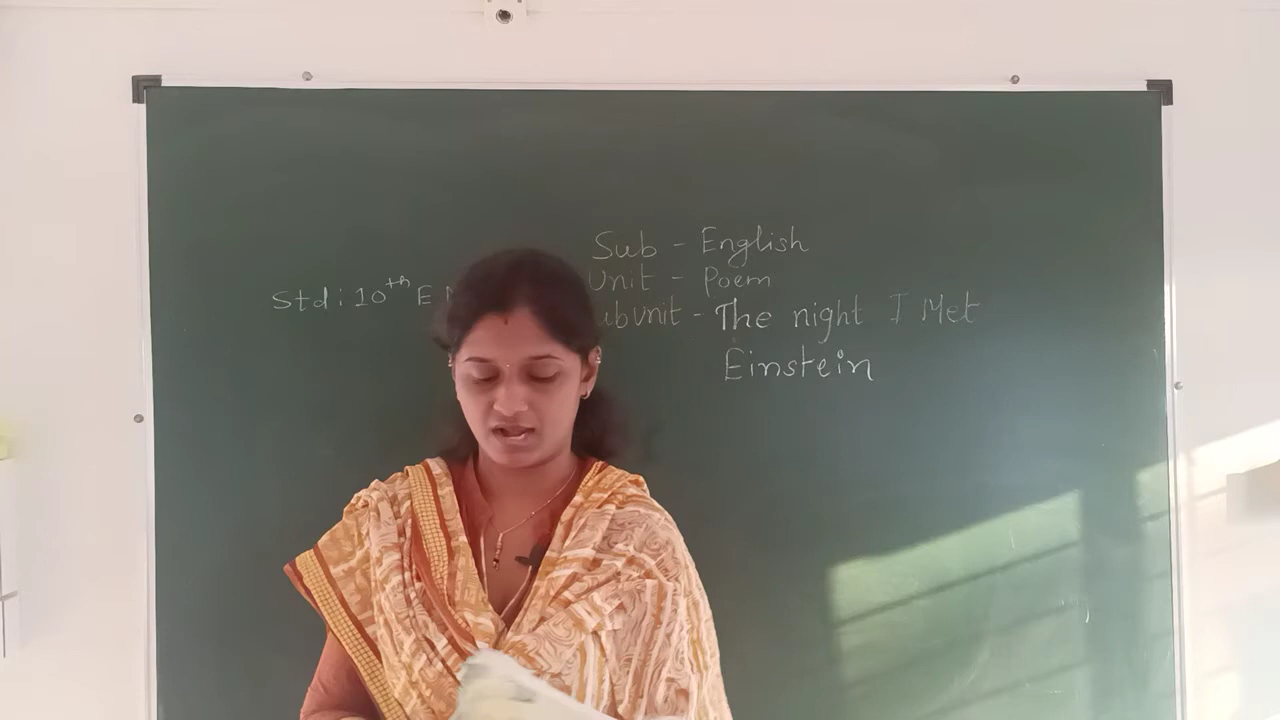 Std : 10th E
Sub - English
Unit - Poem
ubunit - The night I Met
Einstein